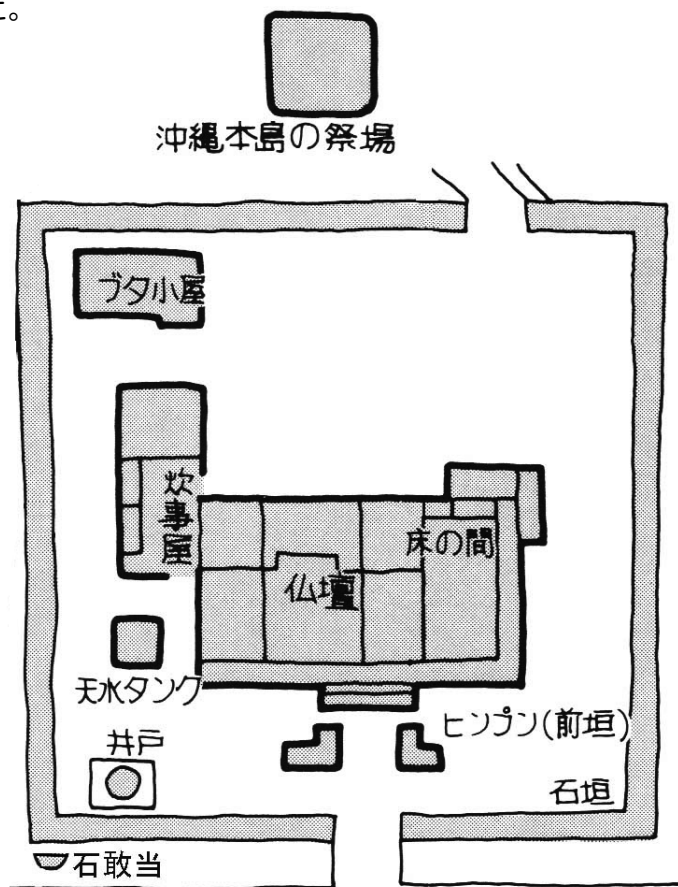 た。
沖縄本島の祭場
ブタ小屋
炊事屋
床の間
仏壇
天水タンク
ヒンプン(前垣)
井戸
石垣
石敢当